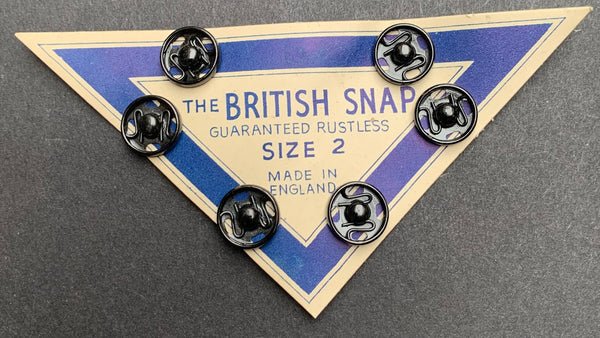 THE BRITISH SNAP
GUARANTEED RUSTLESS
SIZE 2
MADE IN
ENGLAND